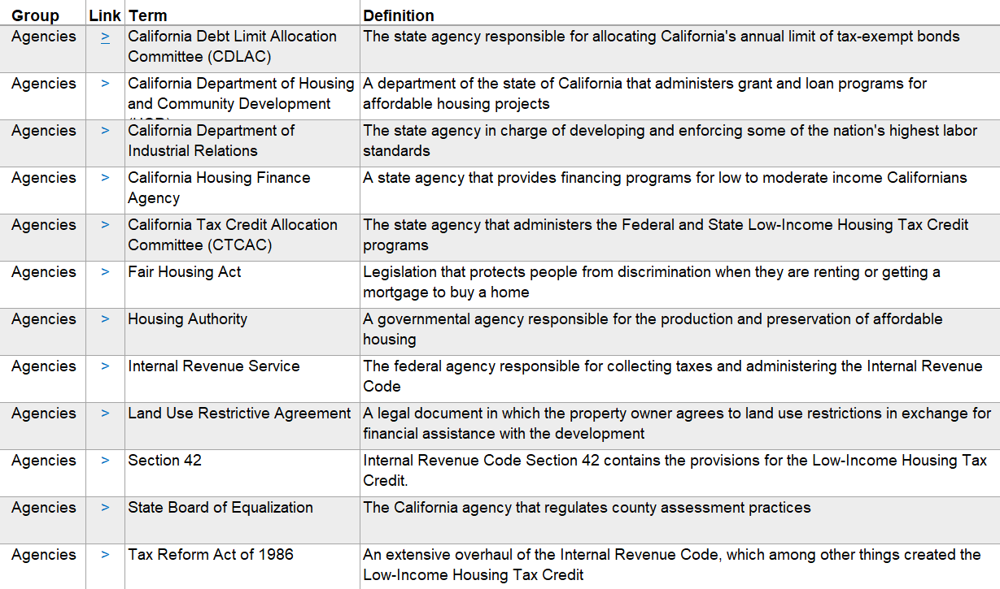 Group Link Term Definition
Agencies > California Debt Limit Allocation The state agency responsible for allocating California's annual limit of tax-exempt bonds
Committee (CDLAC)
Agencies > California Department of Housing A department of the state of California that administers grant and loan programs for
and Community Development affordable housing projects
Agencies > California Department of The state agency in charge of developing and enforcing some of the nation's highest labor
Industrial Relations standards
Agencies > California Housing Finance A state agency that provides financing programs for low to moderate income Californians
Agency
Agencies > California Tax Credit Allocation The state agency that administers the Federal and State Low-Income Housing Tax Credit
Committee (CTCAC) programs
Agencies > Fair Housing Act Legislation that protects people from discrimination when they are renting or getting a
mortgage to buy a home
Agencies > Housing Authority A governmental agency responsible for the production and preservation of affordable
housing
Agencies > Internal Revenue Service The federal agency responsible for collecting taxes and administering the Internal Revenue
Code
Agencies > Land Use Restrictive Agreement A legal document in which the property owner agrees to land use restrictions in exchange for
financial assistance with the development
Agencies > Section 42 Internal Revenue Code Section 42 contains the provisions for the Low-Income Housing Tax
Credit.
Agencies > State Board of Equalization The California agency that regulates county assessment practices
Agencies > Tax Reform Act of 1986 An extensive overhaul of the Internal Revenue Code, which among other things created the
Low-Income Housing Tax Credit